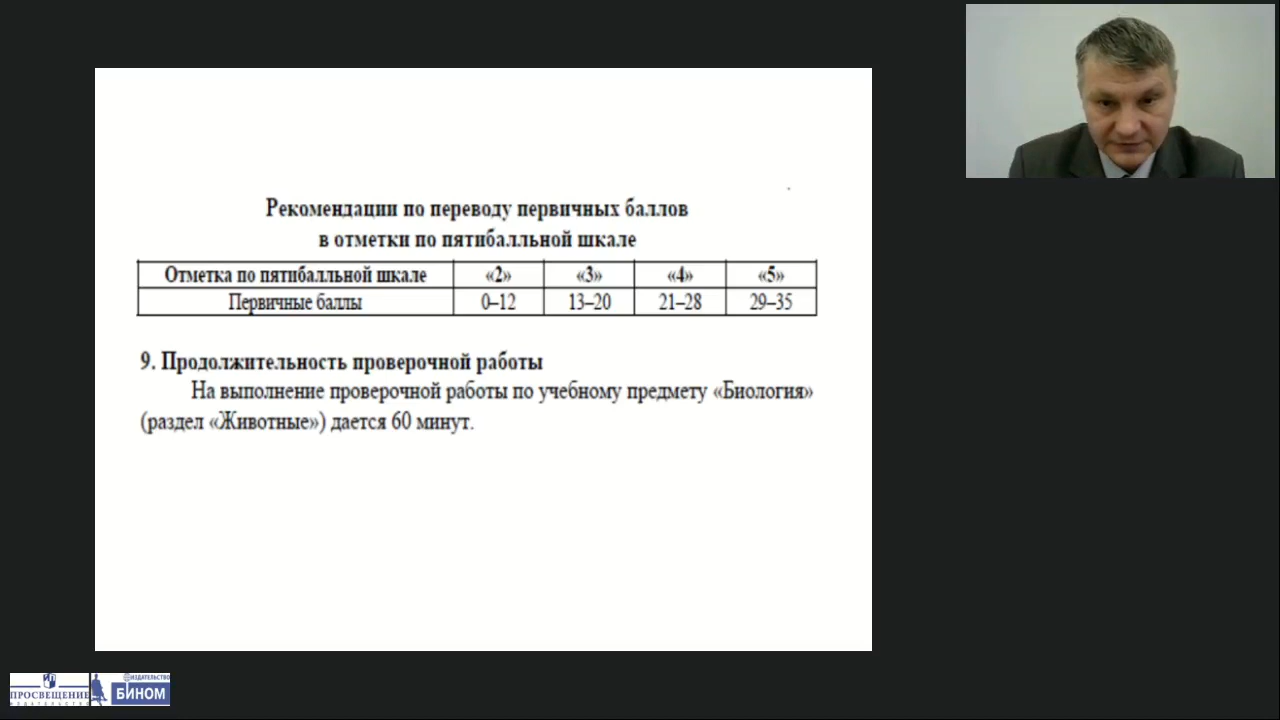 Рекомендации по переводу первичных баллов
в отметки по пятибалльной шкале
Отметка по пятибалльной шкале «2» «3» «4» «5»
Первичные баллы 0–12 13–20 21–28 29–35
9. Продолжительность проверочной работы
На выполнение проверочной работы по учебному предмету «Биология»
(раздел «Животные») дается 60 минут.
ПРОСВЕЩЕНИЕ
ИЗДАТЕЛЬСТВО
ИЗДАТЕЛЬСТВО
БИНОМ